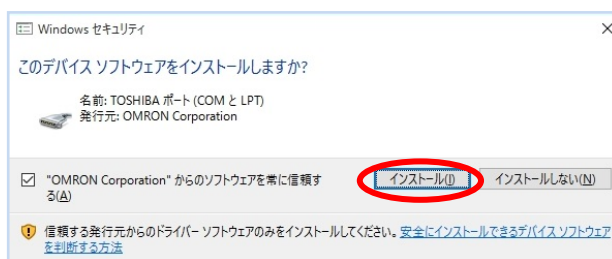 Windows セキュリティ
このデバイス ソフトウェアをインストールしますか?
名前: TOSHIBA ポート (COM と LPT)
発行元: OMRON Corporation
"OMRON Corporation" からのソフトウェアを常に信頼す
る(A)
インストール(I)
インストールしない(N)
信頼する発行元からのドライバー ソフトウェアのみをインストールしてください。安全にインストールできるデバイス ソフトウェア
を判断する方法